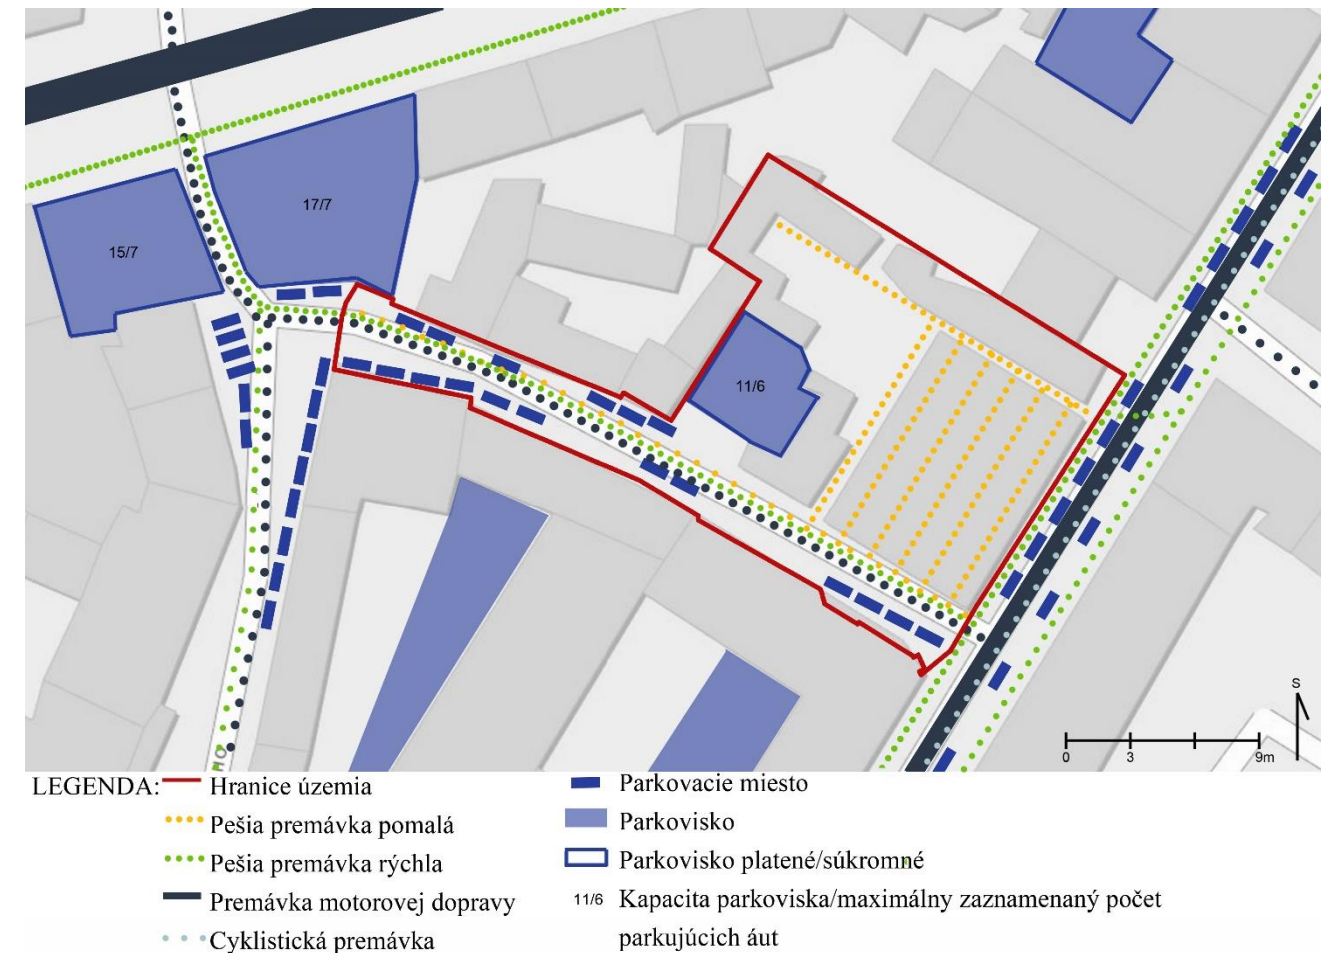 17/7
15/7
11/6
S
0 3 9m
LEGENDA:
Hranice územia
Pešia premávka pomalá
Pešia premávka rýchla
Premávka motorovej dopravy
Cyklistická premávka
Parkovacie miesto
Parkovisko
Parkovisko platené/súkromné
11/6 Kapacita parkoviska/maximálny zaznamenaný počet
parkujúcich áut